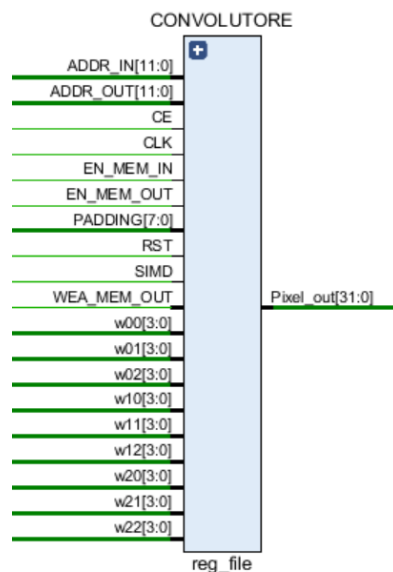 CONVOLUTORE
ADDR_IN[11:0]
ADDR_OUT[11:0]
CE
CLK
EN_MEM_IN
EN_MEM_OUT
PADDING[7:0]
RST
SIMD
WEA_MEM_OUT
Pixel_out[31:0]
w00[3:0]
w01[3:0]
w02[3:0]
w10[3:0]
w11[3:0]
w12[3:0]
w20[3:0]
w21[3:0]
w22[3:0]
reg_file